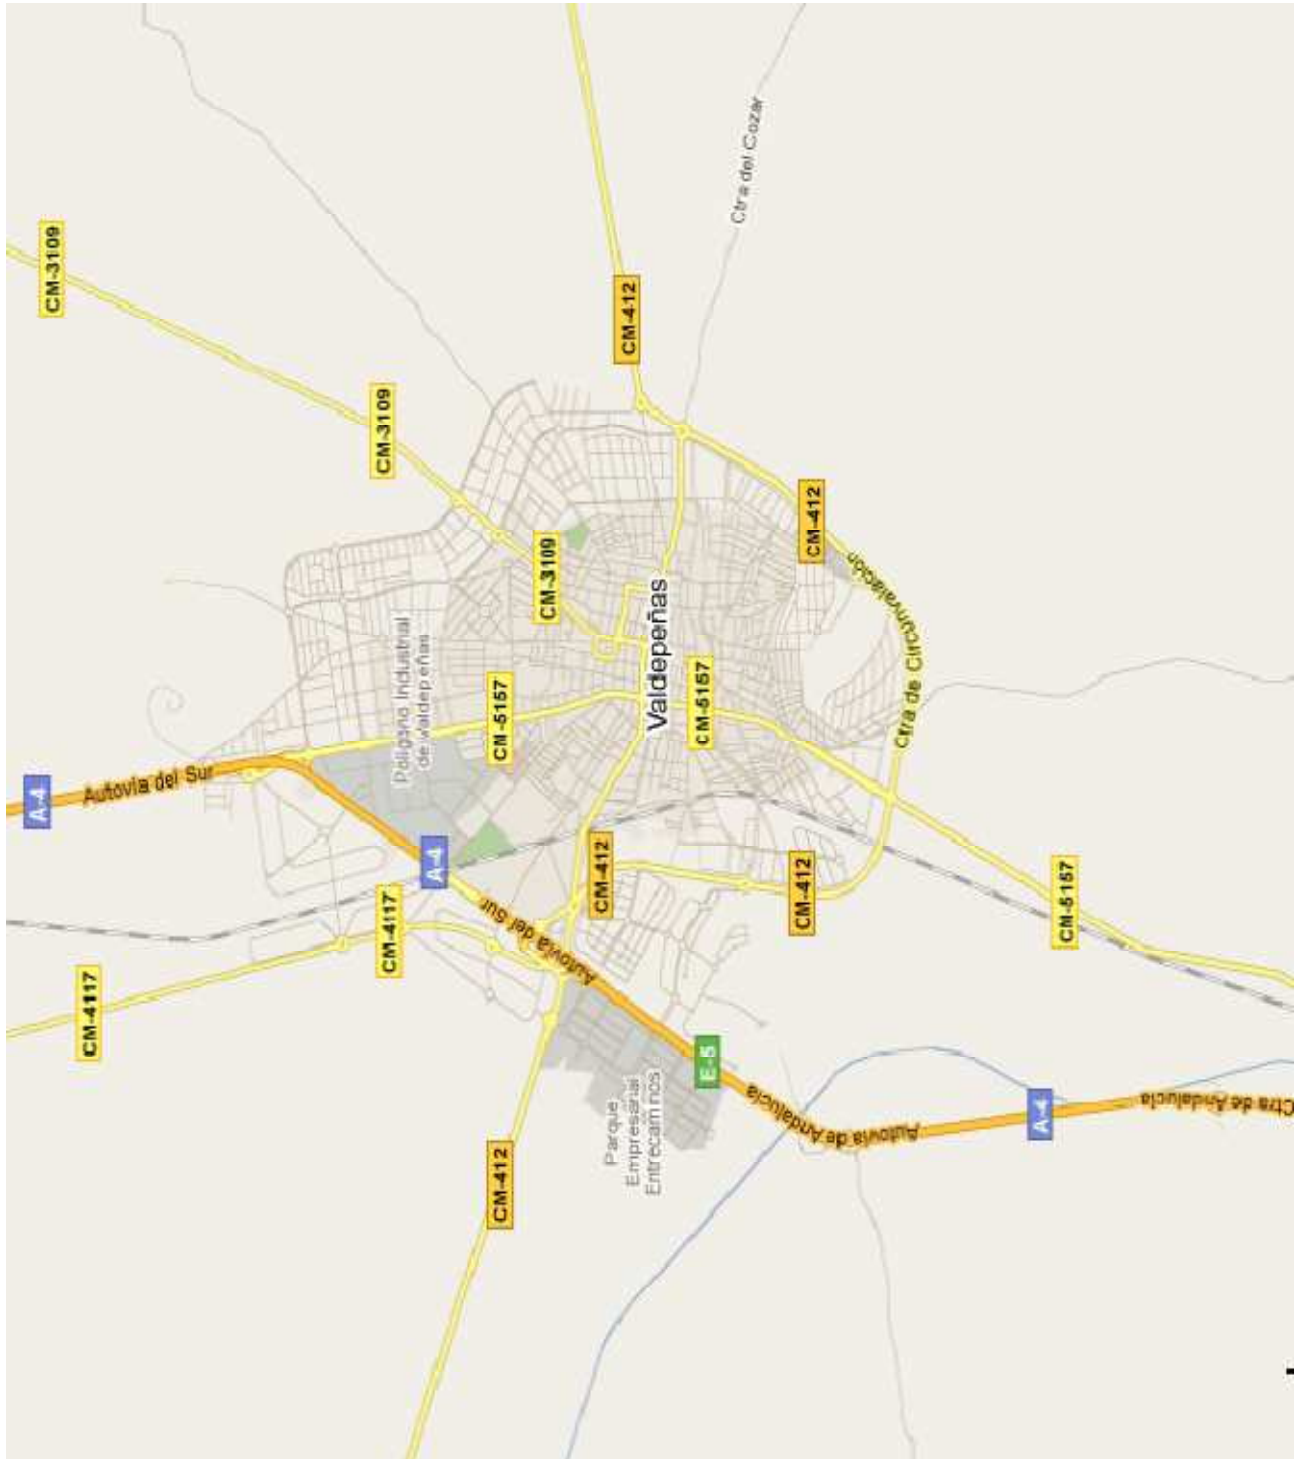 A-4
CM-3109
CM-4117
Autovía del Sur
CM-3109
CM-4117
Polígono Industrial
de valdepeñas
A-4
CM-412
CM-5157
Autovía del Sur
CM-3109
CM-412
Parque
Empresarial
Entrecaminos
CM-412
Valdepeñas
CM-5157
E-5
Ctra del Cozar
CM-412
CM-412
Autovía de Andalucía
Ctra de Circunvalación
A-4
CM-5157
Ctra de Andalucía